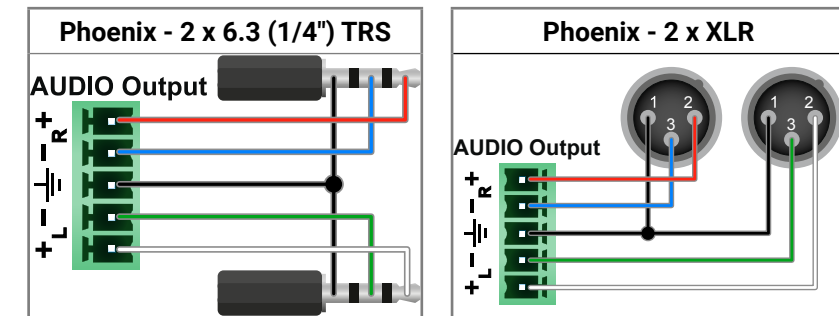 Phoenix - 2 x 6.3 (1/4") TRS
AUDIO Output
+
R
-
-
L
+
Phoenix - 2 x XLR
1
2
3
1
2
3
AUDIO Output
+
R
-
-
L
+